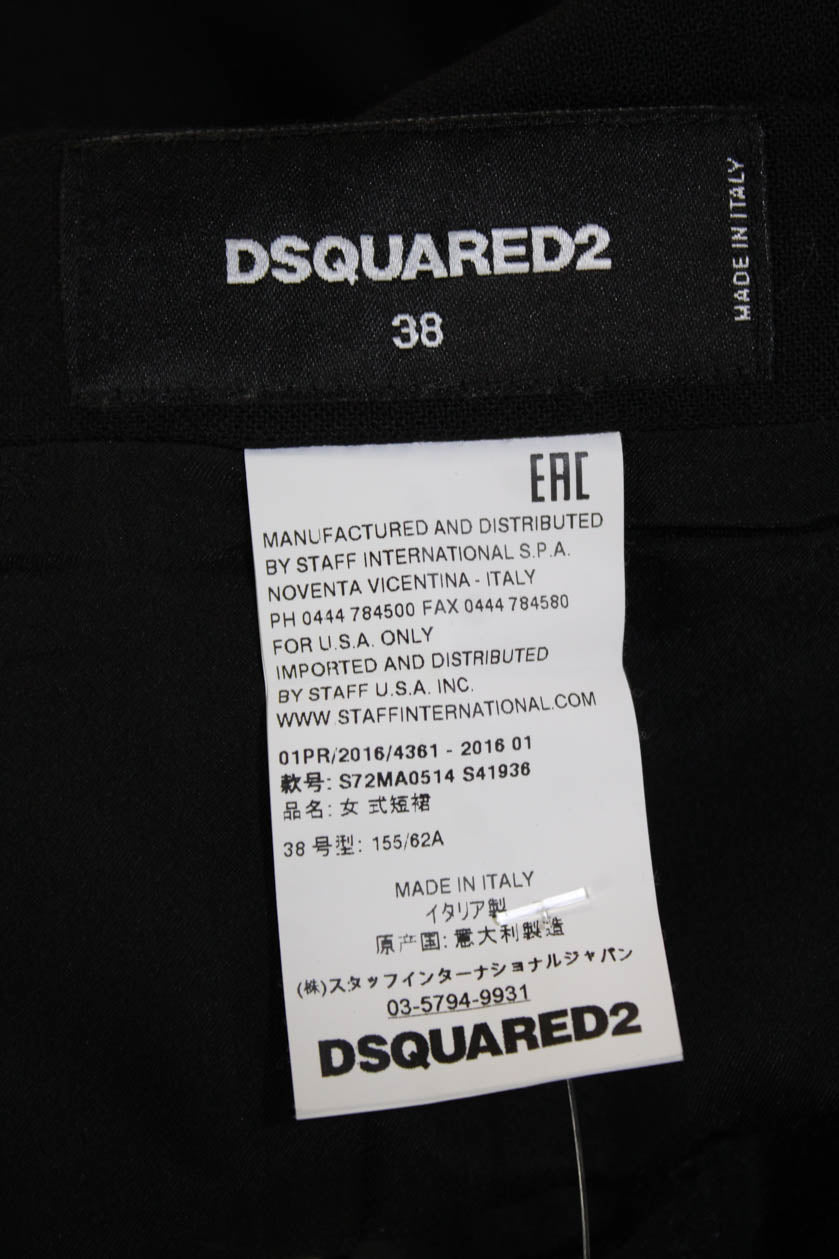 DSQUARED2
38
MADE IN ITALY
EAC
MANUFACTURED AND DISTRIBUTED
BY STAFF INTERNATIONAL S.P.A.
NOVENTA VICENTINA - ITALY
PH 0444 784500 FAX 0444 784580
FOR U.S.A. ONLY
IMPORTED AND DISTRIBUTED
BY STAFF U.S.A. INC.
WWW.STAFFINTERNATIONAL.COM
01PR/2016/4361 - 2016 01
款号: S72MA0514 S41936
品名: 女 式短裙
38 号型: 155/62A
MADE IN ITALY
イタリア製
原产国: 意大利製造
(株)スタッフインターナショナルジャパン
03-5794-9931
DSQUARED2